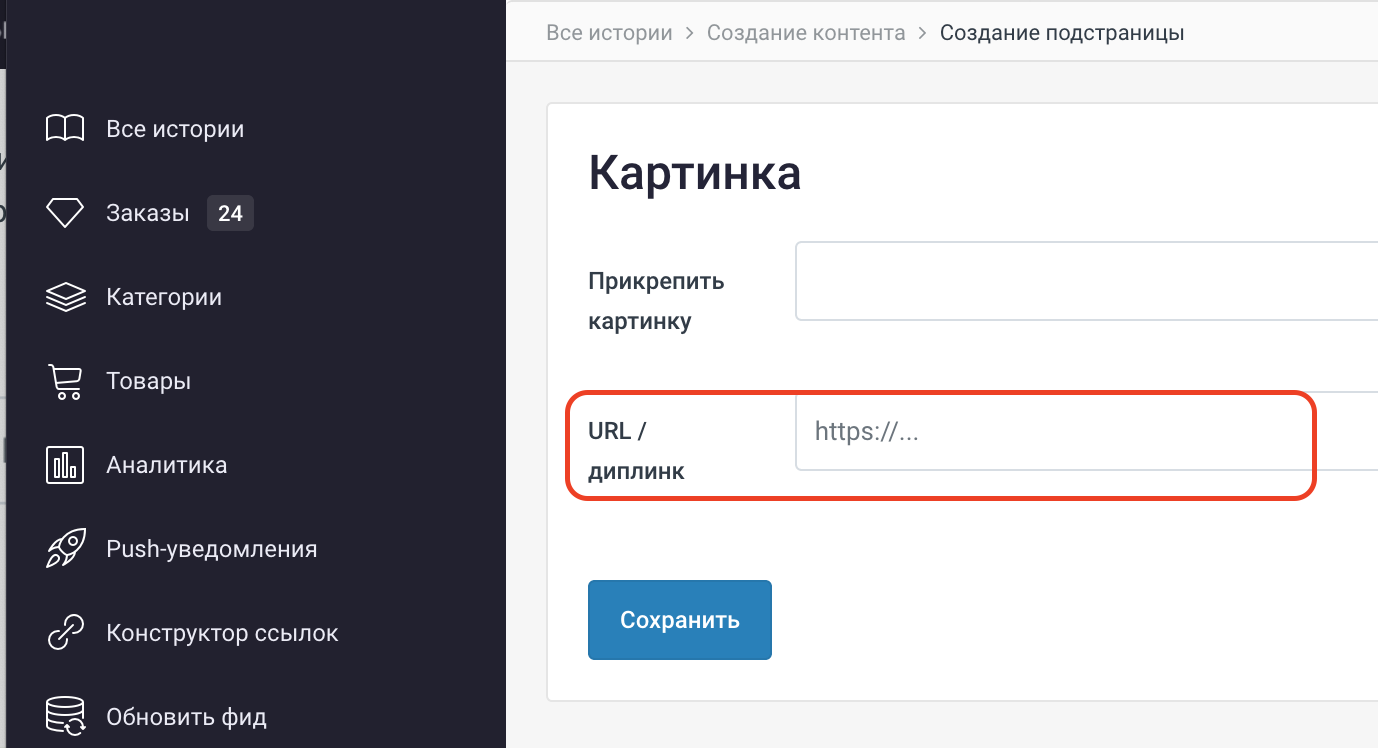 Все истории > Создание контента > Создание подстраницы
Все истории
Заказы 24
Категории
Товары
Аналитика
Push-уведомления
Конструктор ссылок
Обновить фид
Картинка
Прикрепить
картинку
URL /
диплинк
https://...
Сохранить